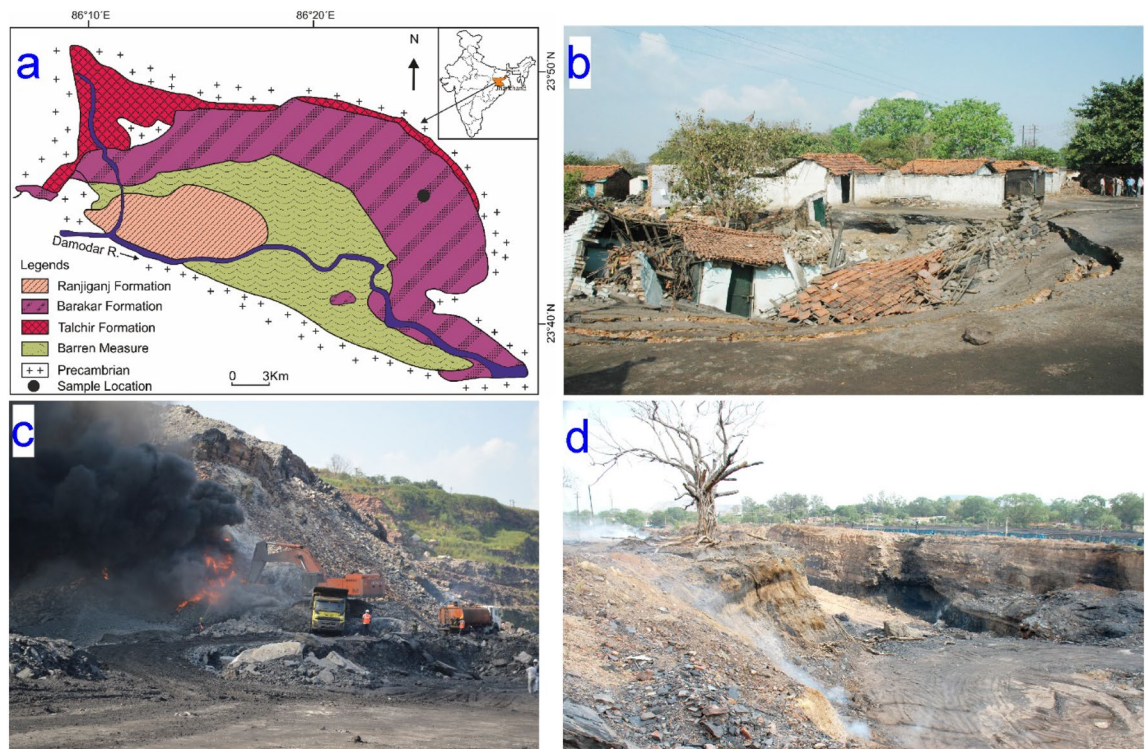 86°10´E
86°20´
a
N
23°50´N
Jharkhand
Damodar R.
Legends
Ranjiganj Formation
Barakar Formation
Talchir Formation
Barren Measure
Precambrian
Sample Location
0 3Km
23°40´
b
c
d